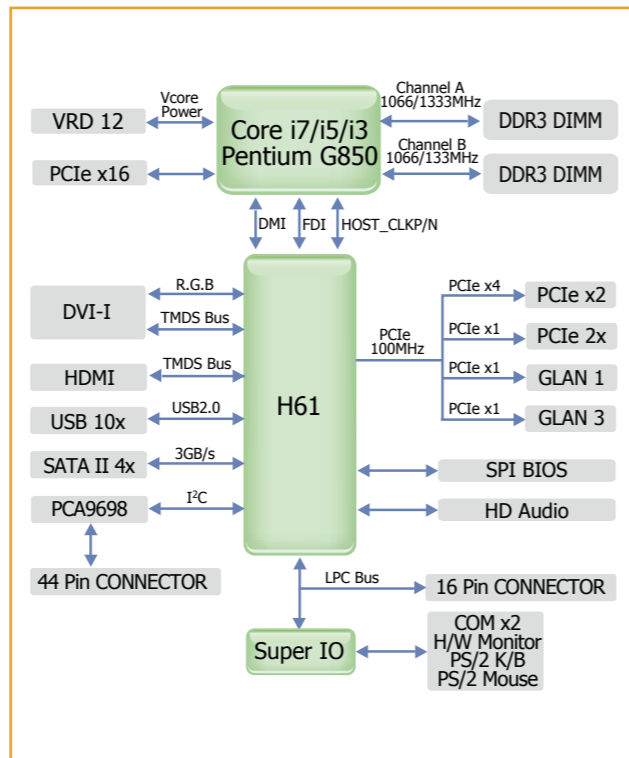 Vcore
Power
VRD 12
PCIe x16
Core i7/i5/i3
Pentium G850
Channel A
1066/1333MHz
DDR3 DIMM
Channel B
1066/133MHz
DDR3 DIMM
DMI
FDI
HOST_CLKP/N
DVI-I
R.G.B
TMDS Bus
HDMI
TMDS Bus
USB 10x
USB2.0
SATA II 4x
3GB/s
PCA9698
I²C
44 Pin CONNECTOR
H61
PCIe
100MHz
PCIe x4
PCIe x2
PCIe x1
PCIe 2x
PCIe x1
GLAN 1
PCIe x1
GLAN 3
SPI BIOS
HD Audio
LPC Bus
16 Pin CONNECTOR
Super IO
COM x2
H/W Monitor
PS/2 K/B
PS/2 Mouse